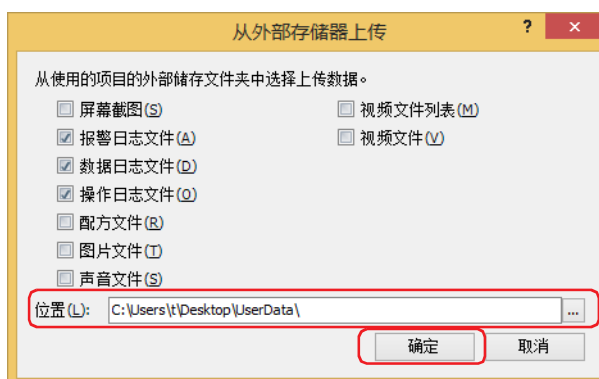 从外部存储器上传 ? ×
从使用的项目的外部储存文件夹中选择上传数据。
屏幕截图(S) 视频文件列表(M)
报警日志文件(A) 视频文件(V)
数据日志文件(D)
操作日志文件(O)
配方文件(R)
图片文件(T)
声音文件(S)
位置(L): C:\Users\t\Desktop\UserData\ ...
确定 取消